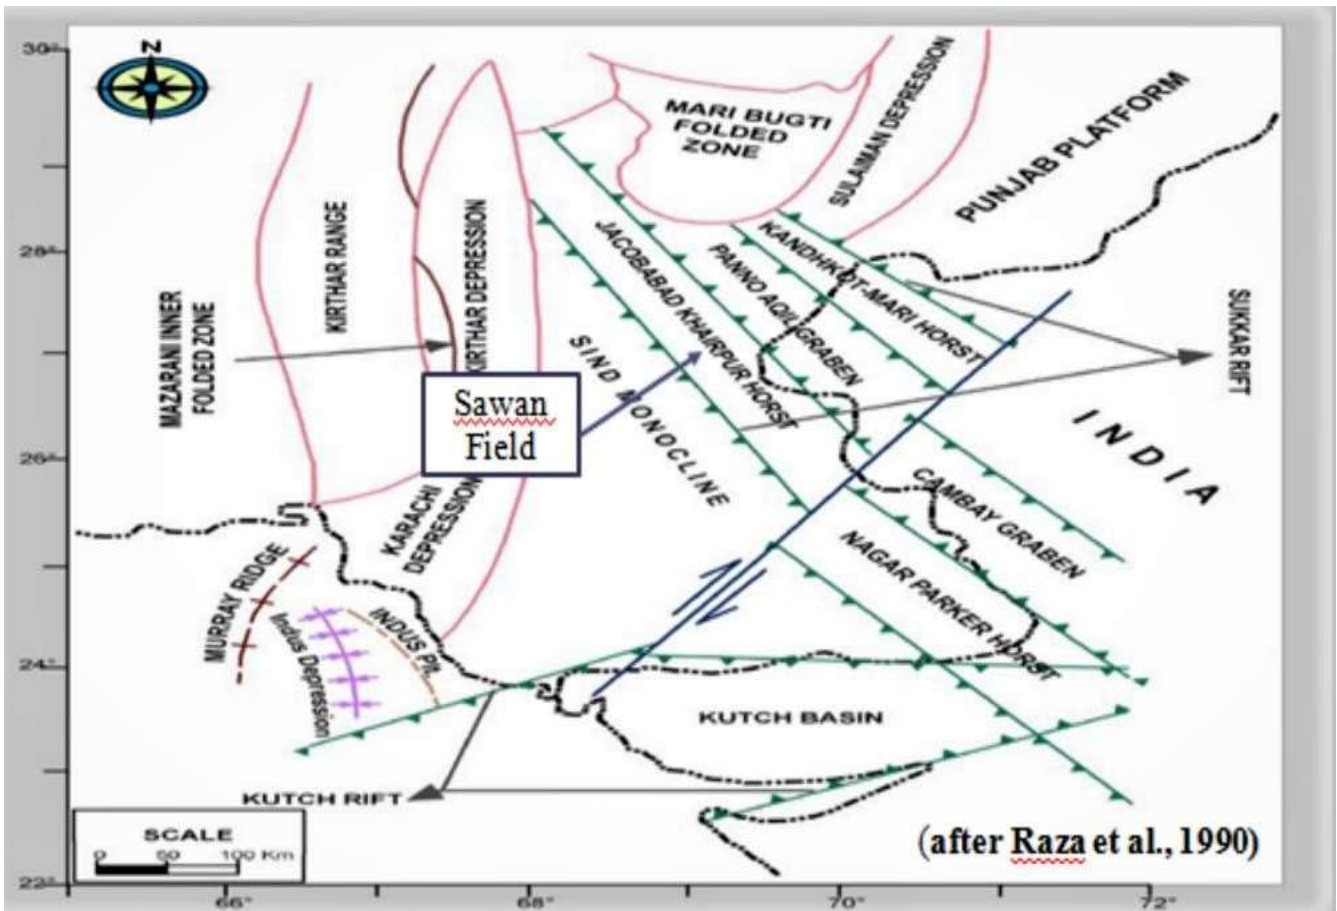 30°
N
MARI BUGTI
FOLDED
ZONE
SULAIMAN DEPRESSION
PUNJAB PLATFORM
28°
MAZARANI INNER
FOLDED ZONE
KIRTHAR RANGE
KIRTHAR DEPRESSION
JACOBABAD KHAIRPUR HORST
PANNO AQIL GRABEN
KANDHKOT-MARI HORST
SUKKAR RIFT
SIND MONOCLINE
Sawan
Field
INDIA
26°
KARACHI
DEPRESSION
CAMBAY GRABEN
NAGAR PARKER HORST
MURRAY RIDGE
Indus Depression
INDUS Plt.
24°
KUTCH BASIN
KUTCH RIFT
SCALE
0 50 100 Km
(after Raza et al., 1990)
22°
66° 68° 70° 72°